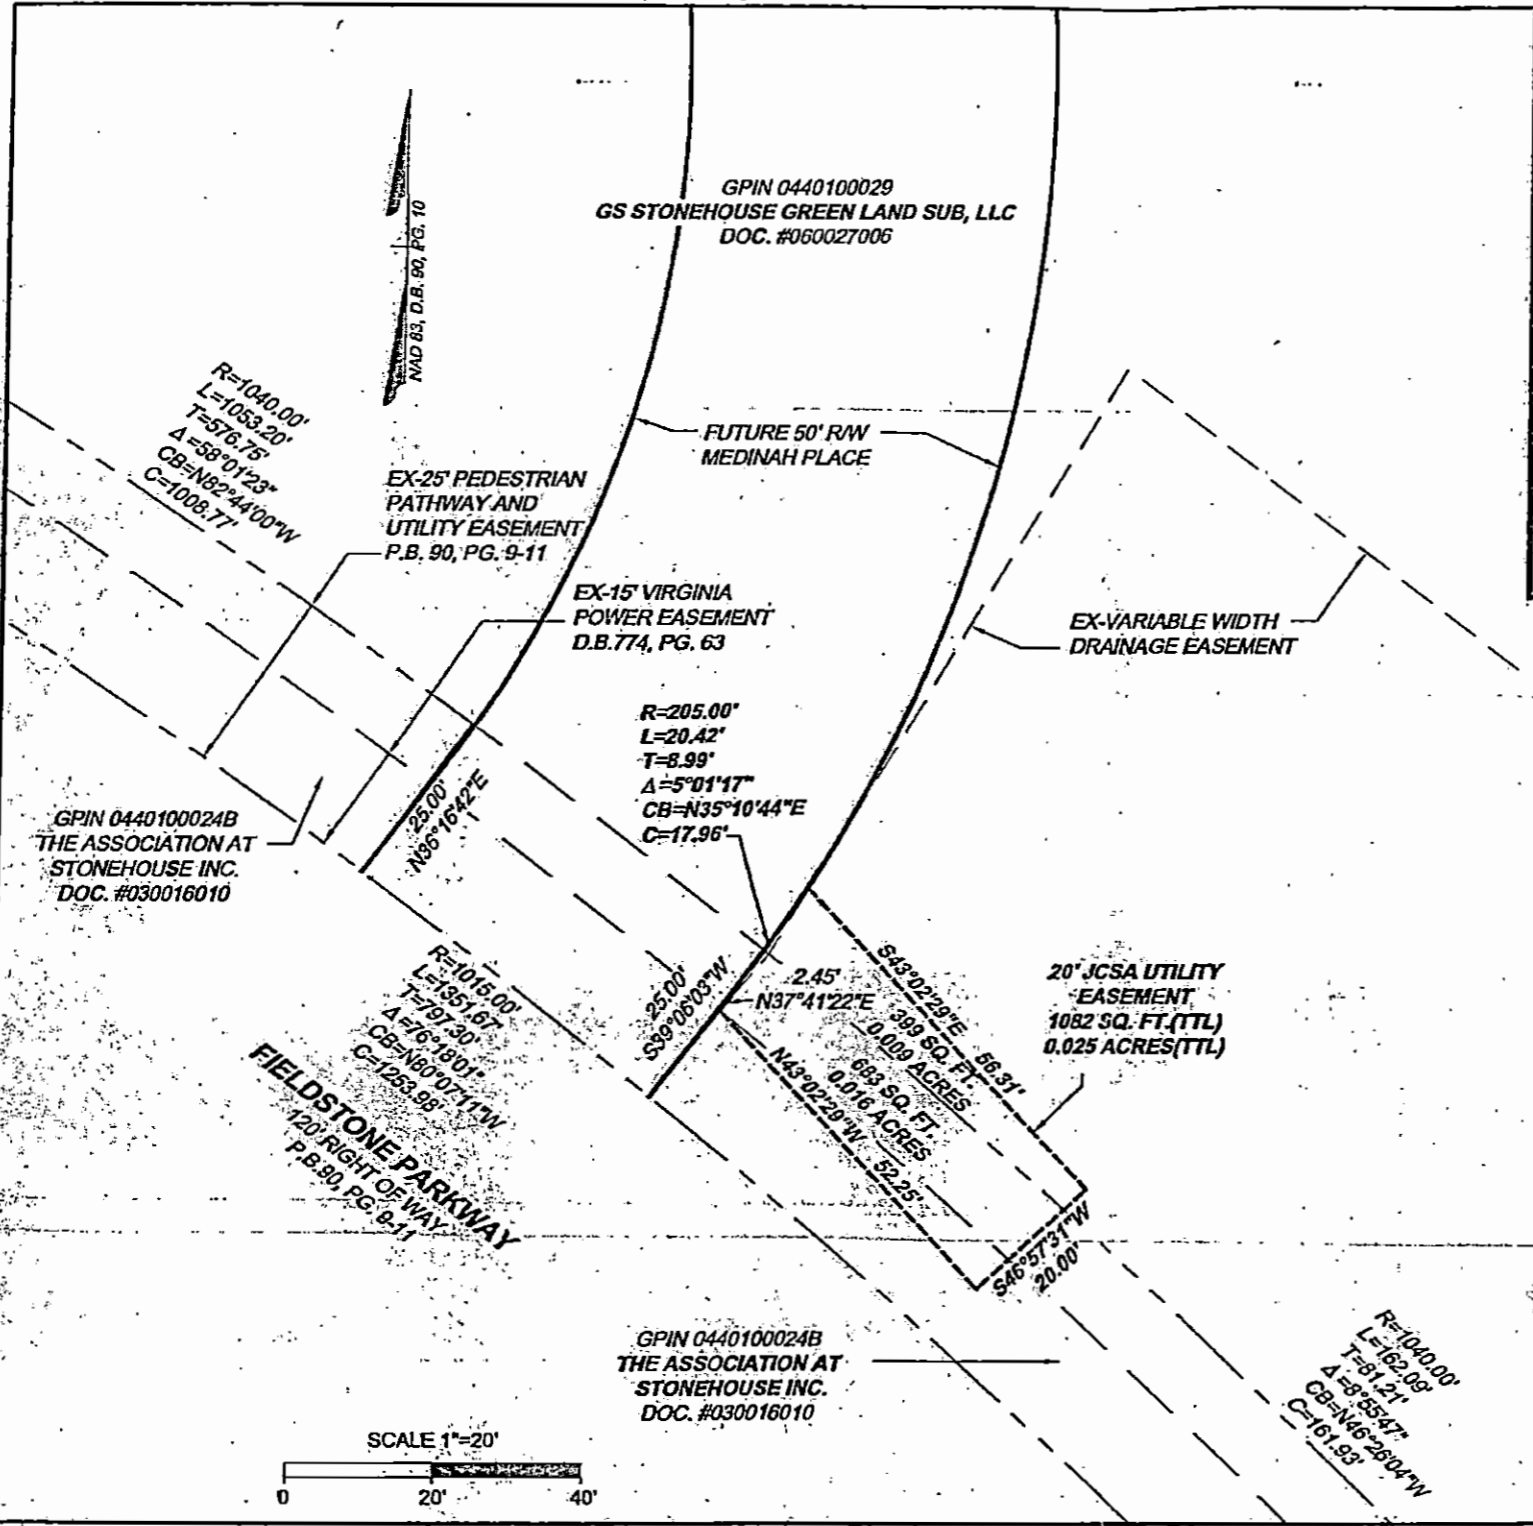 GPIN 0440100029
GS STONEHOUSE GREEN LAND SUB, LLC
DOC. #060027006
NAD 83, D.B. 90, PG. 10
R=1040.00'
L=1053.20'
T=576.75'
Δ=58°01'23"
CB=N82°44'00"W
C=1008.77'
FUTURE 50' R/W
MEDINAH PLACE
EX-25' PEDESTRIAN
PATHWAY AND
UTILITY EASEMENT
P.B. 90, PG. 9-11
EX-15' VIRGINIA
POWER EASEMENT
D.B.774, PG. 63
EX-VARIABLE WIDTH
DRAINAGE EASEMENT
R=205.00'
L=20.42'
T=8.99'
Δ=5°01'17"
CB=N35°10'44"E
C=17.96'
25.00'
N36°16'42"E
GPIN 0440100024B
THE ASSOCIATION AT
STONEHOUSE INC.
DOC. #030016010
R=1015.00'
L=1351.67'
T=797.30'
Δ=76°18'01"
CB=N80°07'11"W
C=1253.98'
25.00'
S39°06'03"W
2.45'
N37°41'22"E
S43°02'29"E 56.31'
399 SQ. FT.
0.009 ACRES
683 SQ. FT.
0.016 ACRES
N43°02'29"W 52.25'
20' JCSA UTILITY
EASEMENT
1082 SQ. FT.(TTL)
0.025 ACRES(TTL)
FIELDSTONE PARKWAY
120' RIGHT OF WAY
P.B.90, PG. 9-11
S46°57'31"W
20.00'
GPIN 0440100024B
THE ASSOCIATION AT
STONEHOUSE INC.
DOC. #030016010
R=1040.00'
L=162.09'
T=81.21'
Δ=8°55'47"
CB=N46°26'04"W
C=161.93'
SCALE 1"=20'
0 20' 40'